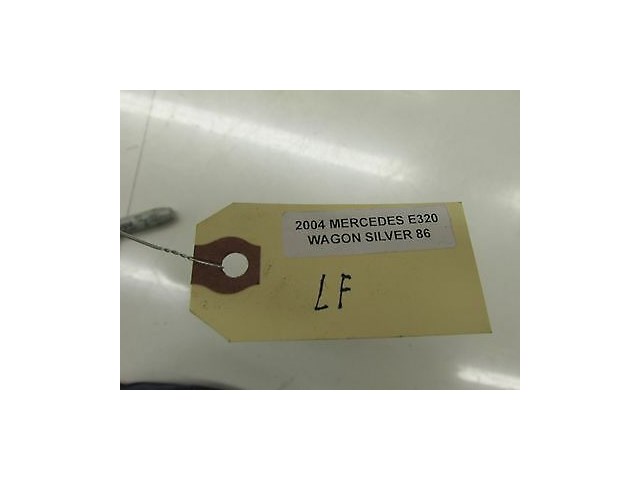 2004 MERCEDES E320
WAGON SILVER 86
LF